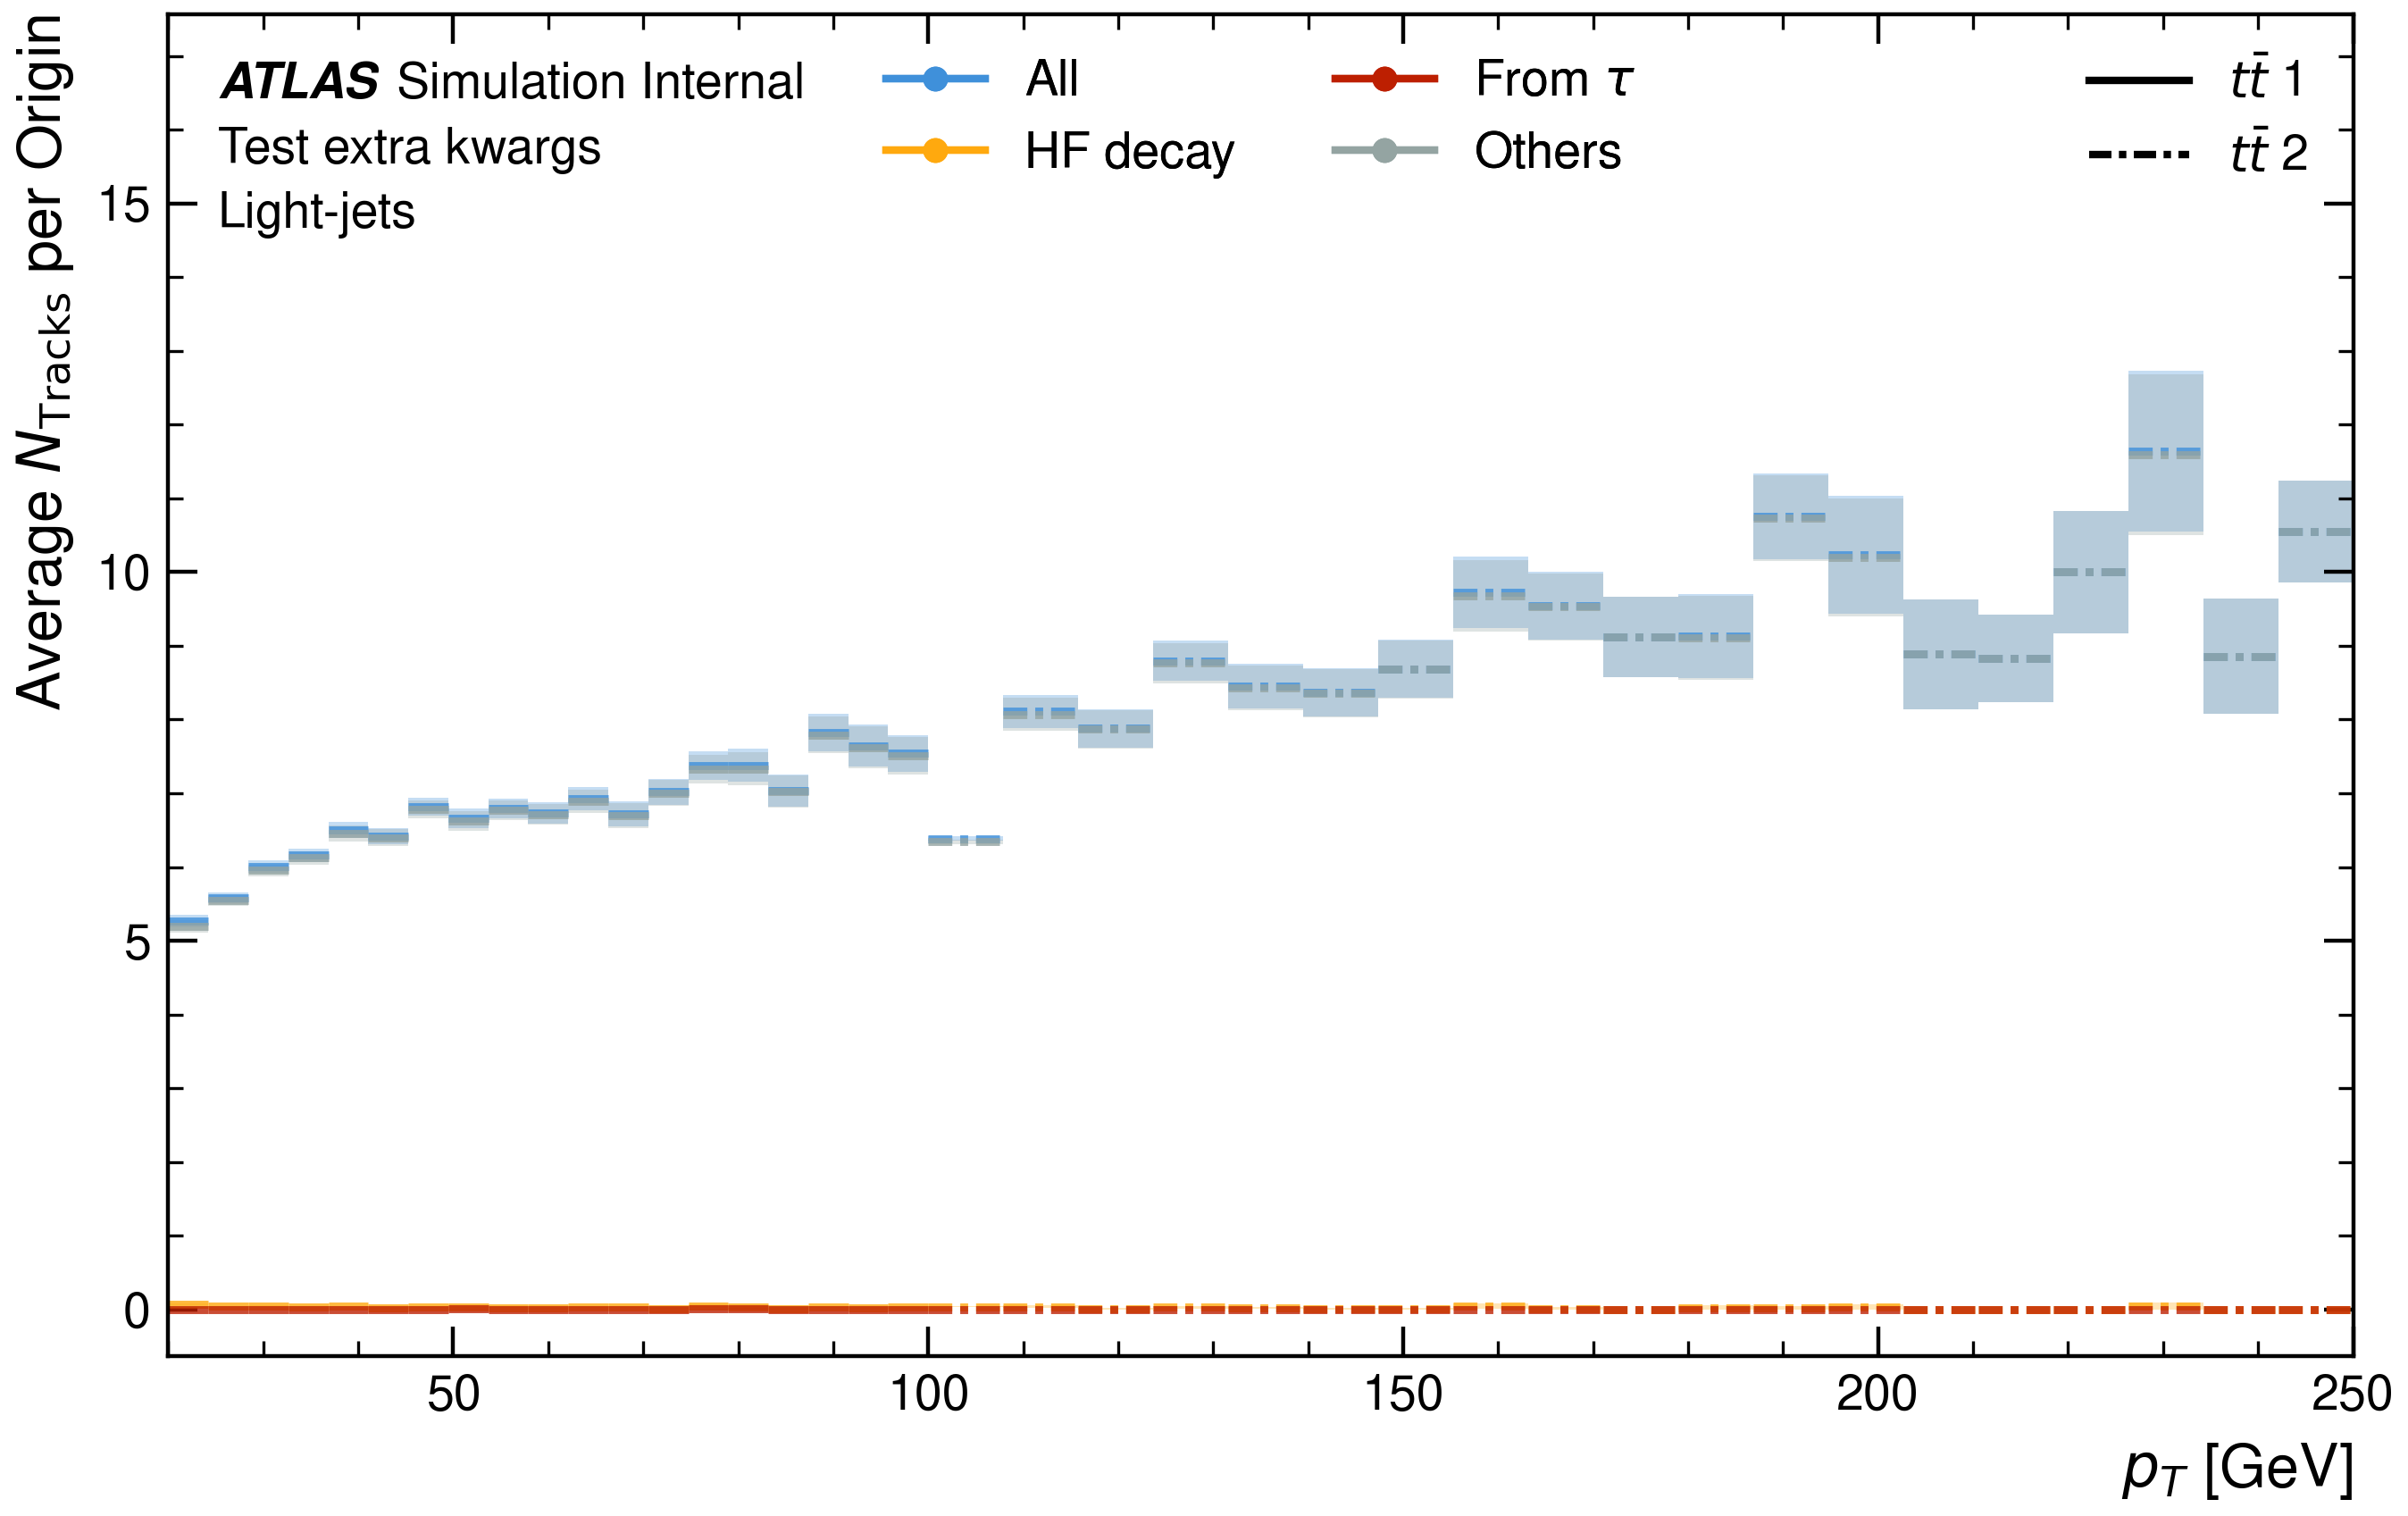 Average N_Tracks per Origin
ATLAS Simulation Internal
Test extra kwargs
Light-jets
All
HF decay
From τ
Others
tt̄ 1
tt̄ 2
15
10
5
0
50 100 150 200 250
p_T [GeV]